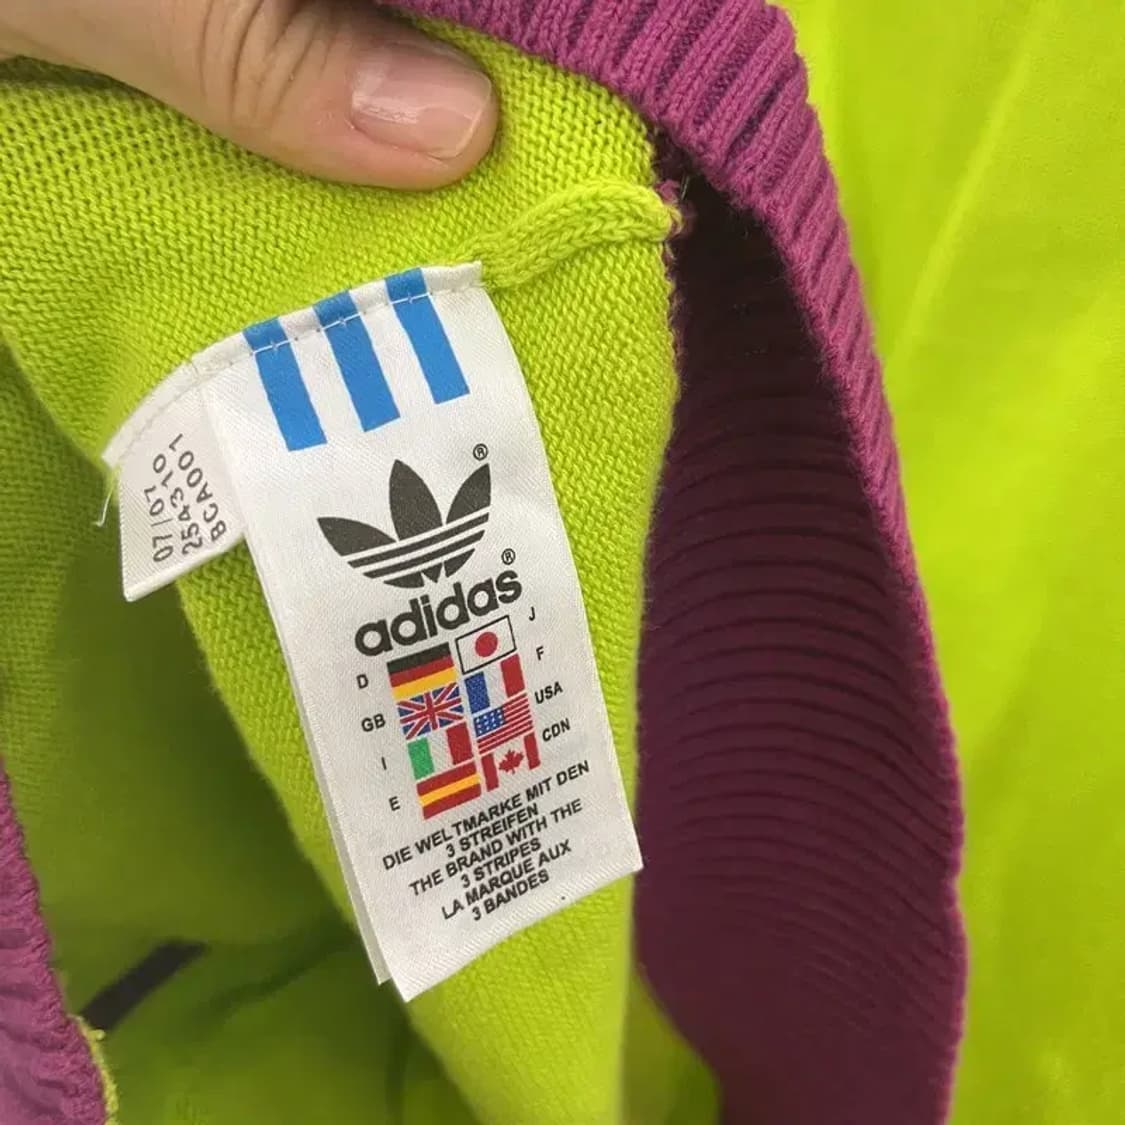 07/07
254310
BCA001
®
adidas®
D
J
GB
F
I
USA
E
CDN
DIE WELTMARKE MIT DEN
3 STREIFEN
THE BRAND WITH THE
3 STRIPES
LA MARQUE AUX
3 BANDES